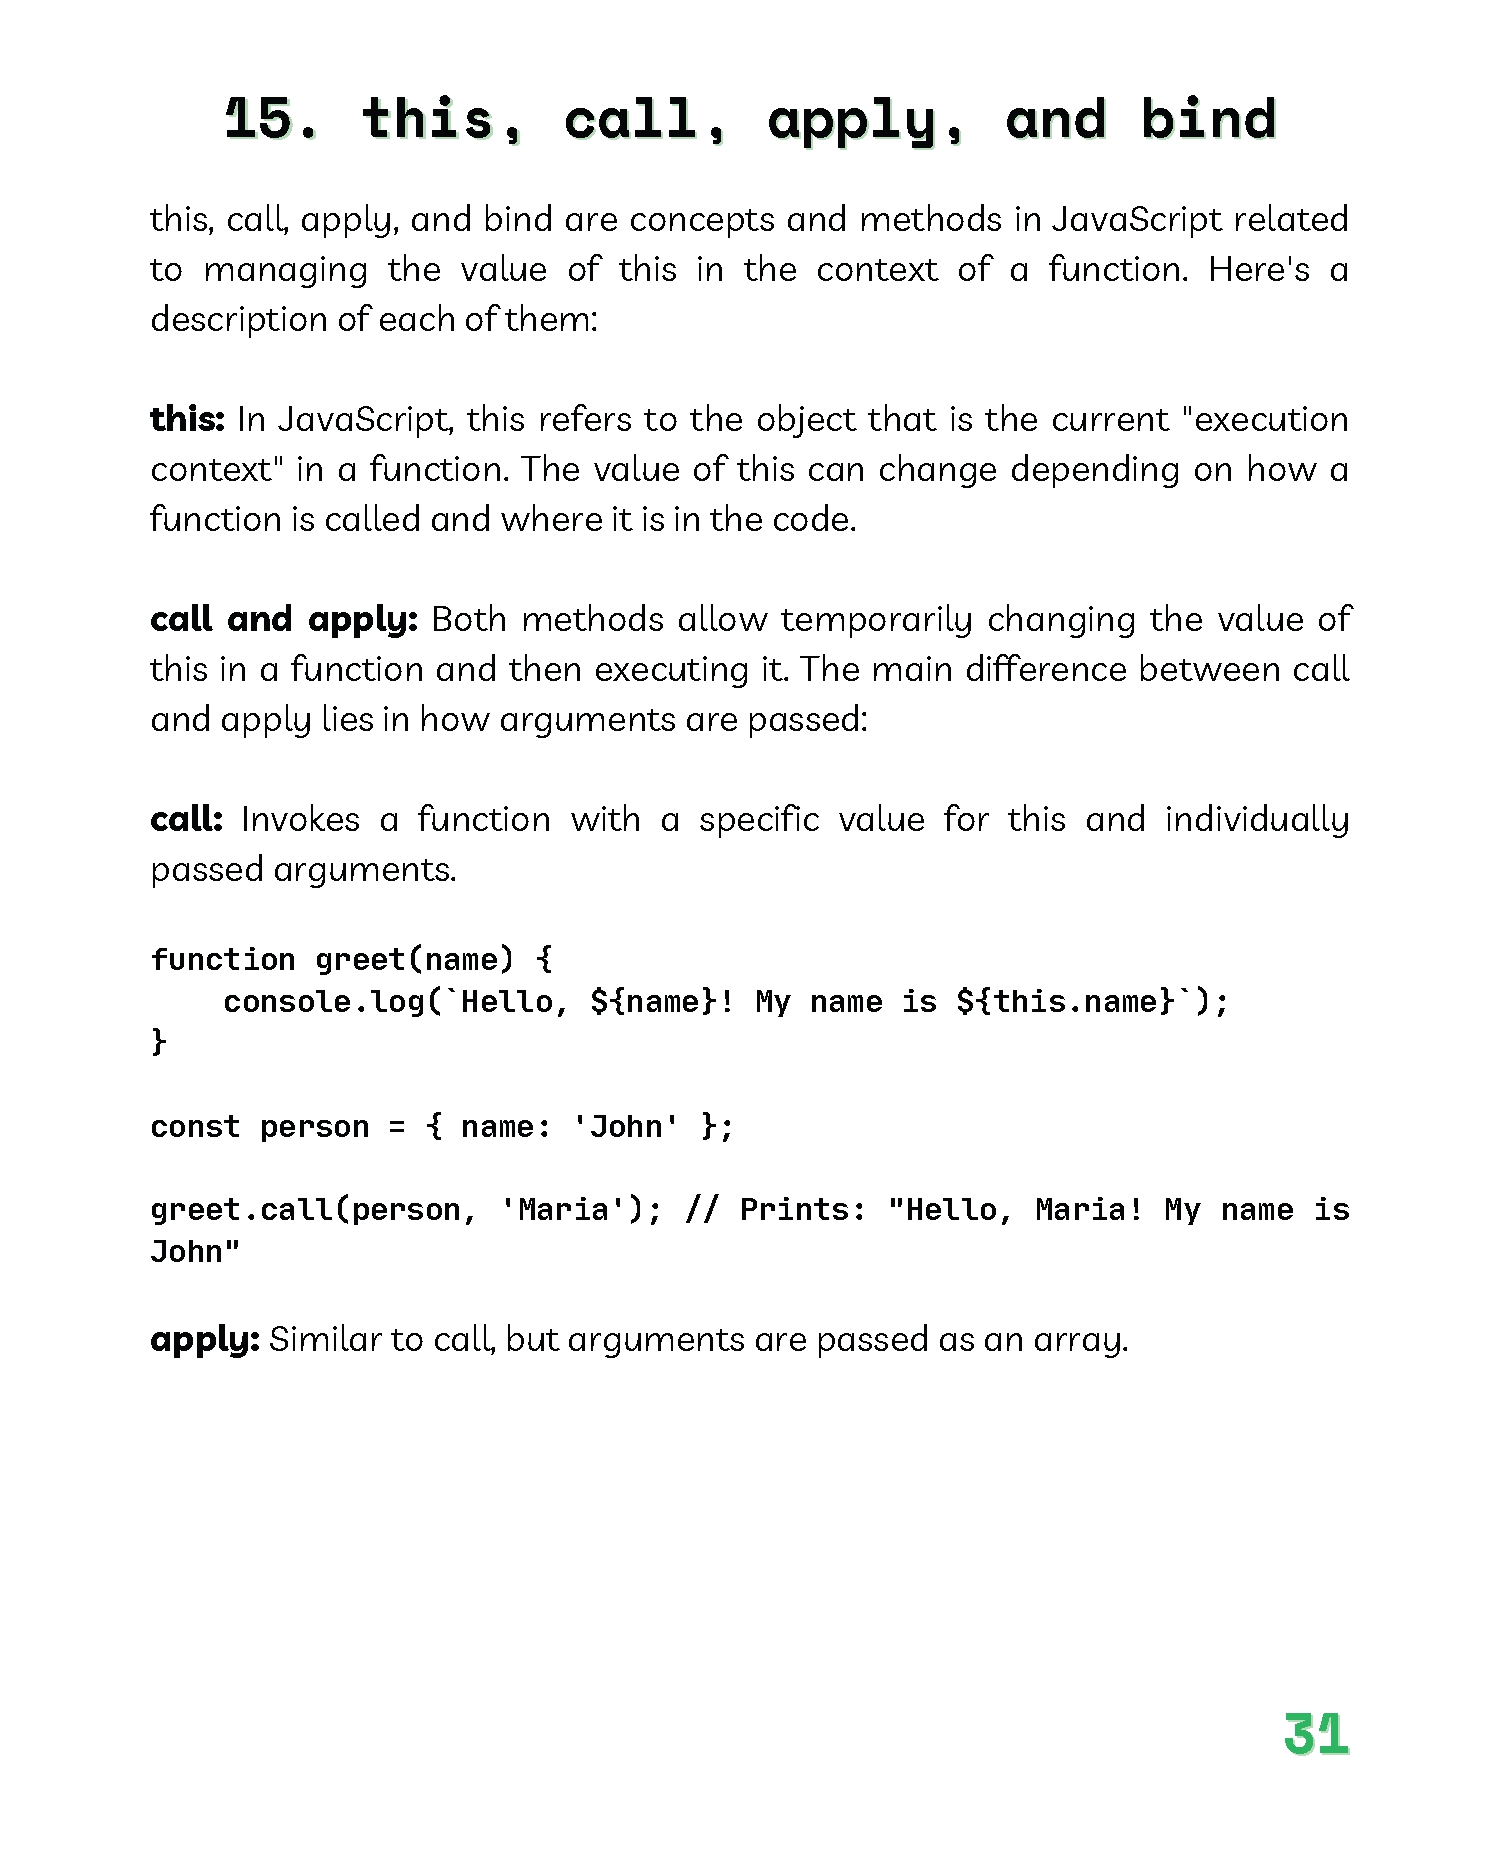 15. this, call, apply, and bind
this, call, apply, and bind are concepts and methods in JavaScript related
to managing the value of this in the context of a function. Here's a
description of each of them:
this: In JavaScript, this refers to the object that is the current "execution
context" in a function. The value of this can change depending on how a
function is called and where it is in the code.
call and apply: Both methods allow temporarily changing the value of
this in a function and then executing it. The main difference between call
and apply lies in how arguments are passed:
call: Invokes a function with a specific value for this and individually
passed arguments.
function greet(name) {
    console.log(`Hello, ${name}! My name is ${this.name}`);
}
const person = { name: 'John' };
greet.call(person, 'Maria'); // Prints: "Hello, Maria! My name is
John"
apply: Similar to call, but arguments are passed as an array.
31